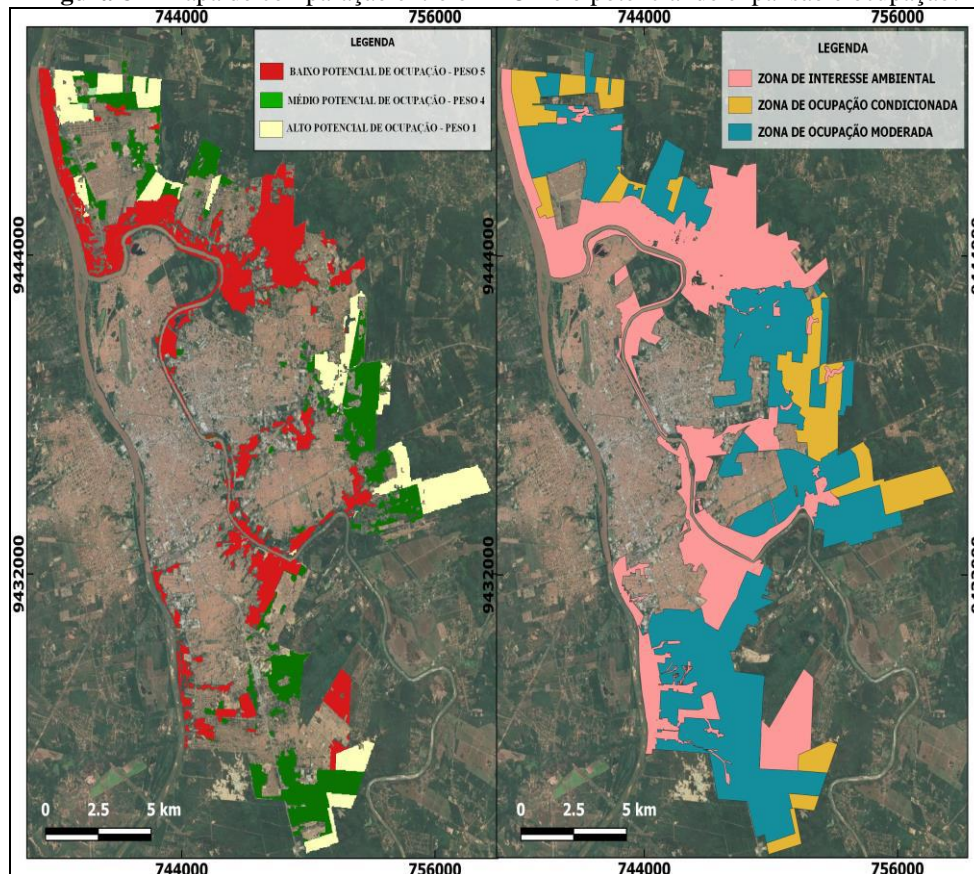 744000
756000
744000
756000
LEGENDA
BAIXO POTENCIAL DE OCUPAÇÃO - PESO 5
MÉDIO POTENCIAL DE OCUPAÇÃO - PESO 4
ALTO POTENCIAL DE OCUPAÇÃO - PESO 1
LEGENDA
ZONA DE INTERESSE AMBIENTAL
ZONA DE OCUPAÇÃO CONDICIONADA
ZONA DE OCUPAÇÃO MODERADA
9444000
9432000
0 2.5 5 km
0 2.5 5 km
744000
756000
744000
756000